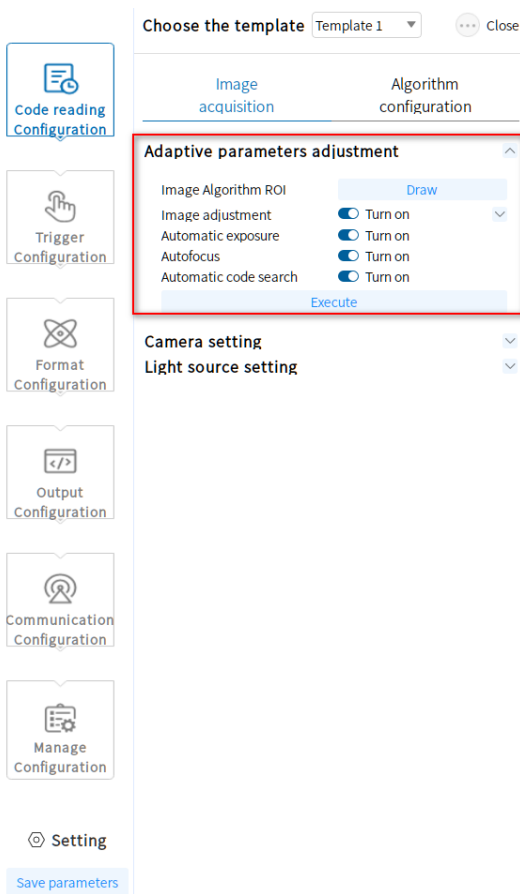 Choose the template Template 1 Close
Code reading
Configuration
Trigger
Configuration
Format
Configuration
Output
Configuration
Communication
Configuration
Manage
Configuration
Setting
Save parameters
Image
acquisition
Algorithm
configuration
Adaptive parameters adjustment
Image Algorithm ROI Draw
Image adjustment Turn on
Automatic exposure Turn on
Autofocus Turn on
Automatic code search Turn on
Execute
Camera setting
Light source setting